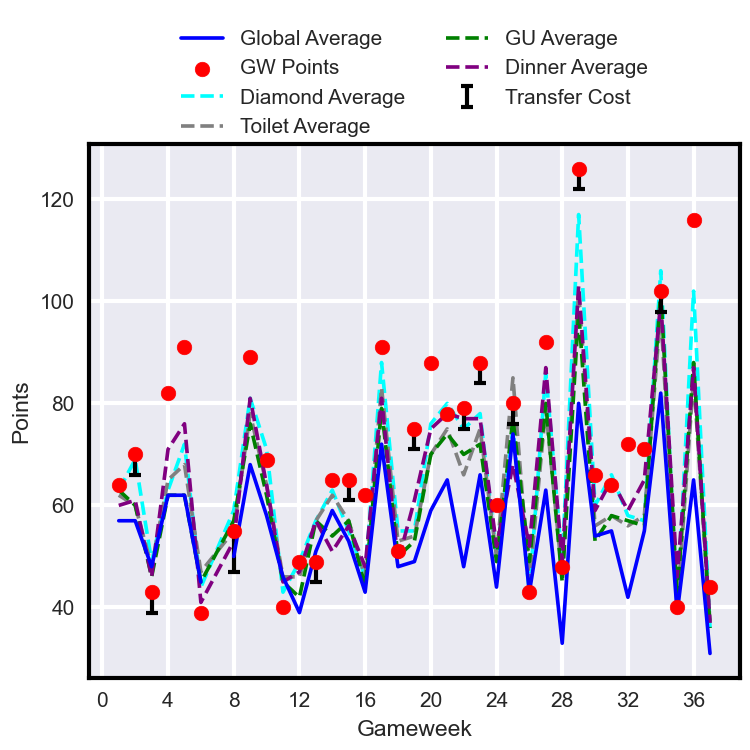 Global Average
GW Points
Diamond Average
Toilet Average
GU Average
Dinner Average
Transfer Cost
120
100
80
60
40
Points
0 4 8 12 16 20 24 28 32 36
Gameweek